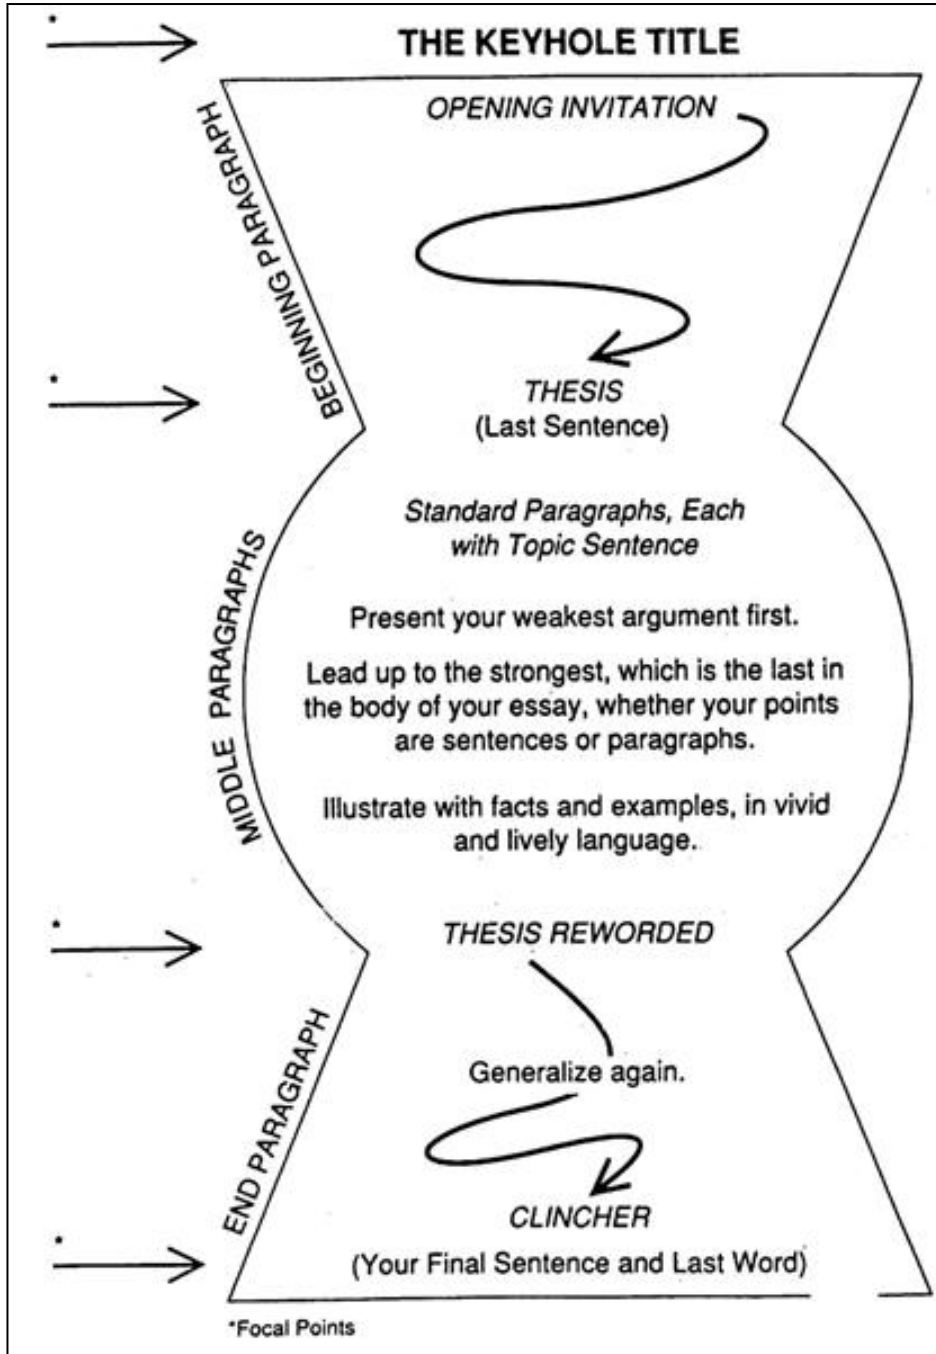 *
THE KEYHOLE TITLE
OPENING INVITATION
BEGINNING PARAGRAPH
*
THESIS
(Last Sentence)
Standard Paragraphs, Each
with Topic Sentence
Present your weakest argument first.
MIDDLE PARAGRAPHS
Lead up to the strongest, which is the last in
the body of your essay, whether your points
are sentences or paragraphs.
Illustrate with facts and examples, in vivid
and lively language.
*
THESIS REWORDED
END PARAGRAPH
Generalize again.
CLINCHER
*
(Your Final Sentence and Last Word)
*Focal Points